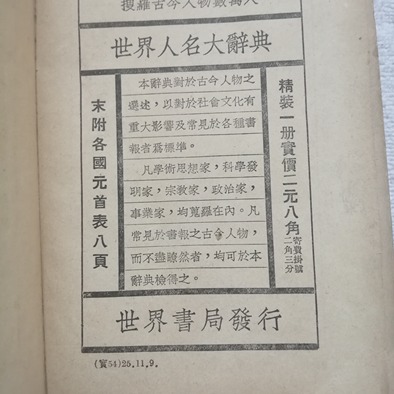 搜羅古今人物數萬人
世界人名大辭典
精裝一册實價二元八角
寄費掛號
二角三分
本辭典對於古今人物之
選述，以對於社會文化有
重大影響及常見於各種書
報者爲標準。
凡學術思想家，科學發
明家，宗教家，政治家，
事業家，均蒐羅在內。凡
常見於書報之古今人物，
而不盡瞭然者，均可於本
辭典檢得之。
末附各國元首表八頁
世界書局發行
(實54)25.11.9.